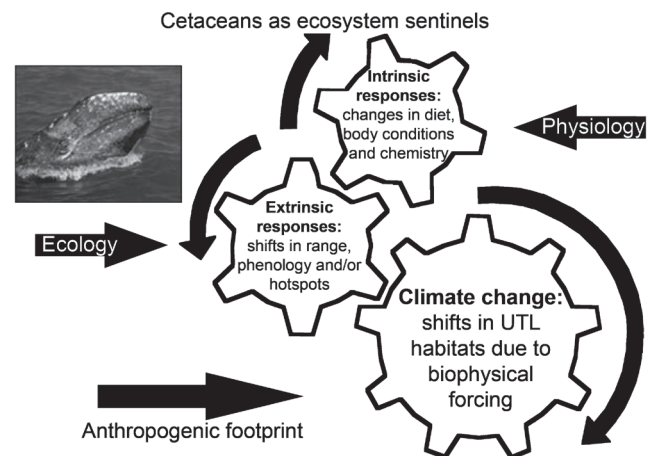 Cetaceans as ecosystem sentinels
Intrinsic
responses:
changes in diet,
body conditions
and chemistry
Physiology
Extrinsic
responses:
shifts in range,
phenology and/or
hotspots
Ecology
Climate change:
shifts in UTL
habitats due to
biophysical
forcing
Anthropogenic footprint